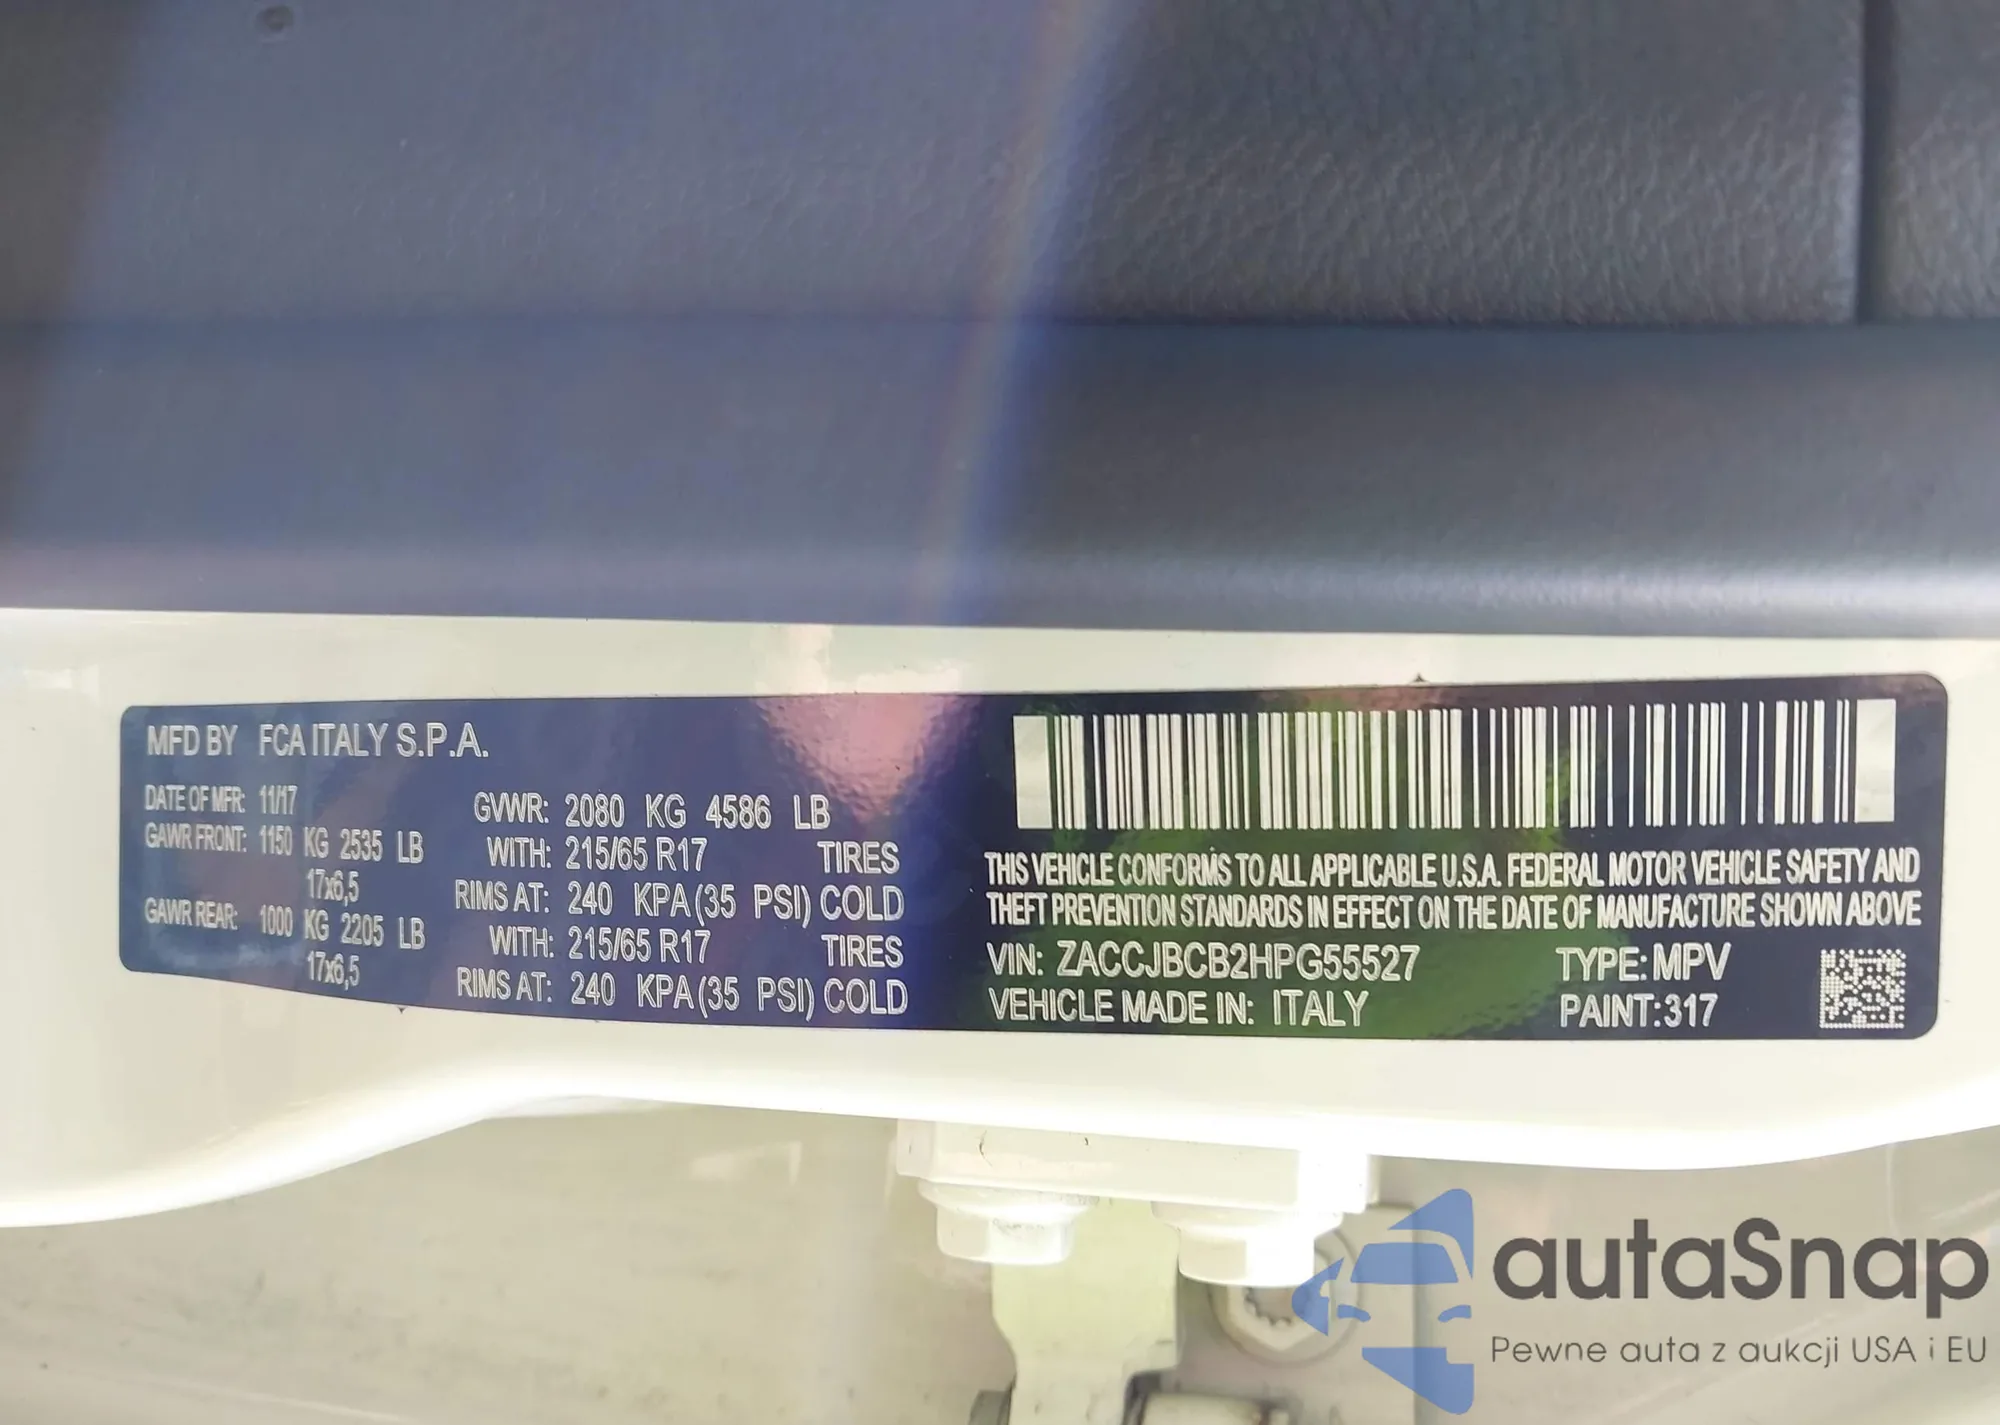 MFD BY FCA ITALY S.P.A.
DATE OF MFR: 11/17
GVWR: 2080 KG 4586 LB
GAWR FRONT: 1150 KG 2535 LB
WITH: 215/65 R17 TIRES
17x6,5
RIMS AT: 240 KPA (35 PSI) COLD
GAWR REAR: 1000 KG 2205 LB
WITH: 215/65 R17 TIRES
17x6,5
RIMS AT: 240 KPA (35 PSI) COLD
THIS VEHICLE CONFORMS TO ALL APPLICABLE U.S.A. FEDERAL MOTOR VEHICLE SAFETY AND
THEFT PREVENTION STANDARDS IN EFFECT ON THE DATE OF MANUFACTURE SHOWN ABOVE
VIN: ZACCJBCB2HPG55527 TYPE: MPV
VEHICLE MADE IN: ITALY PAINT:317
autaSnap
Pewne auta z aukcji USA i EU